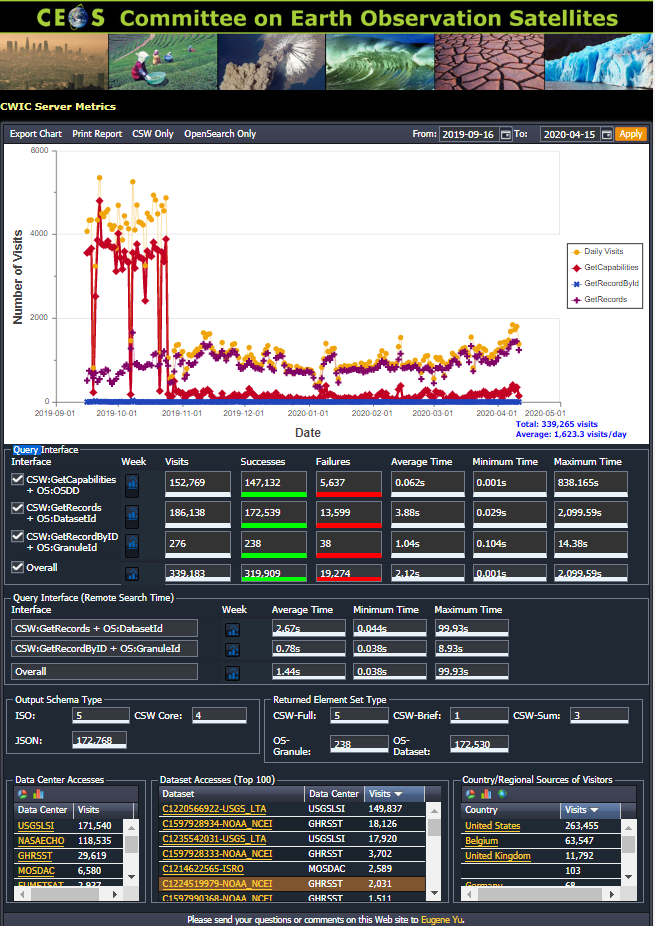 CEOS Committee on Earth Observation Satellites
CWIC Server Metrics
Export Chart Print Report CSW Only OpenSearch Only From: 2019-09-16 To: 2020-04-15 Apply
6000
4000
2000
0
Number of Visits
Daily Visits
GetCapabilities
GetRecordById
GetRecords
2019-09-01 2019-10-01 2019-11-01 2019-12-01 2020-01-01 2020-02-01 2020-03-01 2020-04-01 2020-05-01
Date
Total: 339,265 visits
Average: 1,623.3 visits/day
Query Interface
Interface Week Visits Successes Failures Average Time Minimum Time Maximum Time
CSW:GetCapabilities + OS:OSDD 152,769 147,132 5,637 0.062s 0.001s 838.165s
CSW:GetRecords + OS:DatasetId 186,138 172,539 13,599 3.88s 0.029s 2,099.59s
CSW:GetRecordByID + OS:GranuleId 276 238 38 1.04s 0.104s 14.38s
Overall 339,183 319,909 19,274 2.12s 0.001s 2,099.59s
Query Interface (Remote Search Time)
Interface Week Average Time Minimum Time Maximum Time
CSW:GetRecords + OS:DatasetId 2.67s 0.044s 99.93s
CSW:GetRecordByID + OS:GranuleId 0.78s 0.038s 8.93s
Overall 1.44s 0.038s 99.93s
Output Schema Type
ISO: 5 CSW Core: 4
JSON: 172,768
Returned Element Set Type
CSW-Full: 5 CSW-Brief: 1 CSW-Sum: 3
OS-Granule: 238 OS-Dataset: 172,530
Data Center Accesses
Data Center Visits
USGSLSI 171,540
NASAECHO 118,535
GHRSST 29,619
MOSDAC 6,580
EUMETSAT 2,937
Dataset Accesses (Top 100)
Dataset Data Center Visits
C1220566922-USGS_LTA USGSLSI 149,837
C1597928934-NOAA_NCEI GHRSST 18,126
C1235542031-USGS_LTA USGSLSI 17,920
C1597928333-NOAA_NCEI GHRSST 3,702
C1214622565-ISRO MOSDAC 2,589
C1224519979-NOAA_NCEI GHRSST 2,031
C1597990368-NOAA_NCEI GHRSST 1,511
Country/Regional Sources of Visitors
Country Visits
United States 263,455
Belgium 63,547
United Kingdom 11,792
103
Germany 68
Please send your questions or comments on this Web site to Eugene Yu.